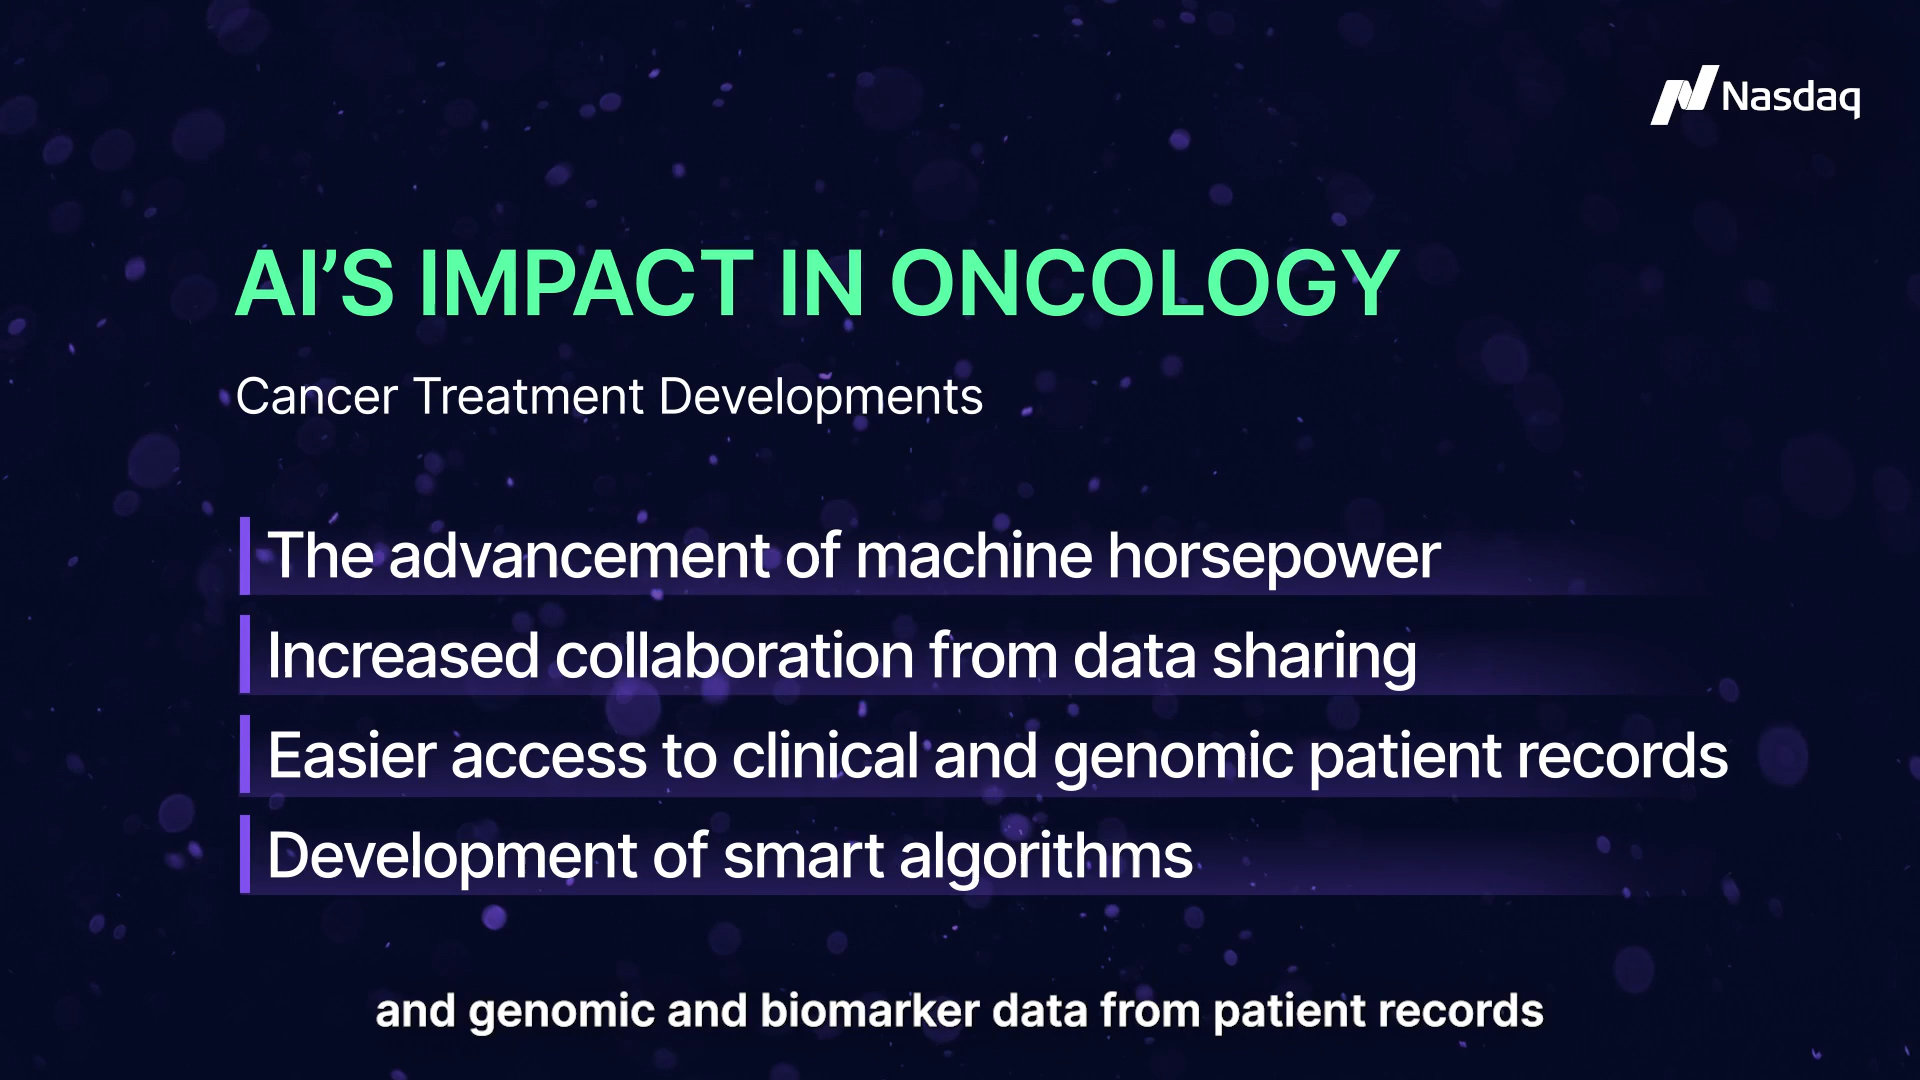 Nasdaq
AI’S IMPACT IN ONCOLOGY
Cancer Treatment Developments
The advancement of machine horsepower
Increased collaboration from data sharing
Easier access to clinical and genomic patient records
Development of smart algorithms
and genomic and biomarker data from patient records